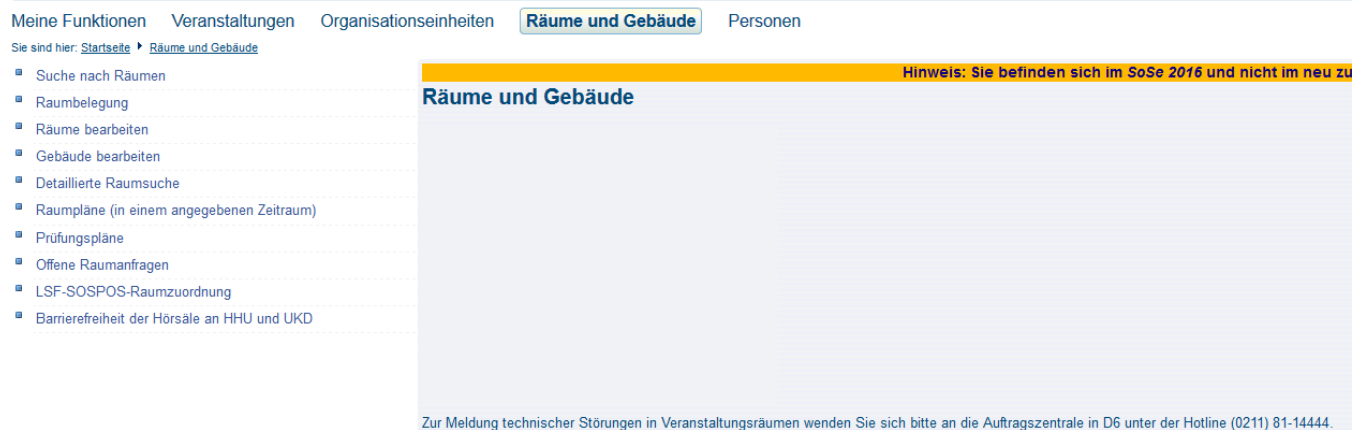 Meine Funktionen Veranstaltungen Organisationseinheiten Räume und Gebäude Personen
Sie sind hier: Startseite Räume und Gebäude
Suche nach Räumen
Raumbelegung
Räume bearbeiten
Gebäude bearbeiten
Detaillierte Raumsuche
Raumpläne (in einem angegebenen Zeitraum)
Prüfungspläne
Offene Raumanfragen
LSF-SOSPOS-Raumzuordnung
Barrierefreiheit der Hörsäle an HHU und UKD
Hinweis: Sie befinden sich im SoSe 2016 und nicht im neu zu
Räume und Gebäude
Zur Meldung technischer Störungen in Veranstaltungsräumen wenden Sie sich bitte an die Auftragszentrale in D6 unter der Hotline (0211) 81-14444.